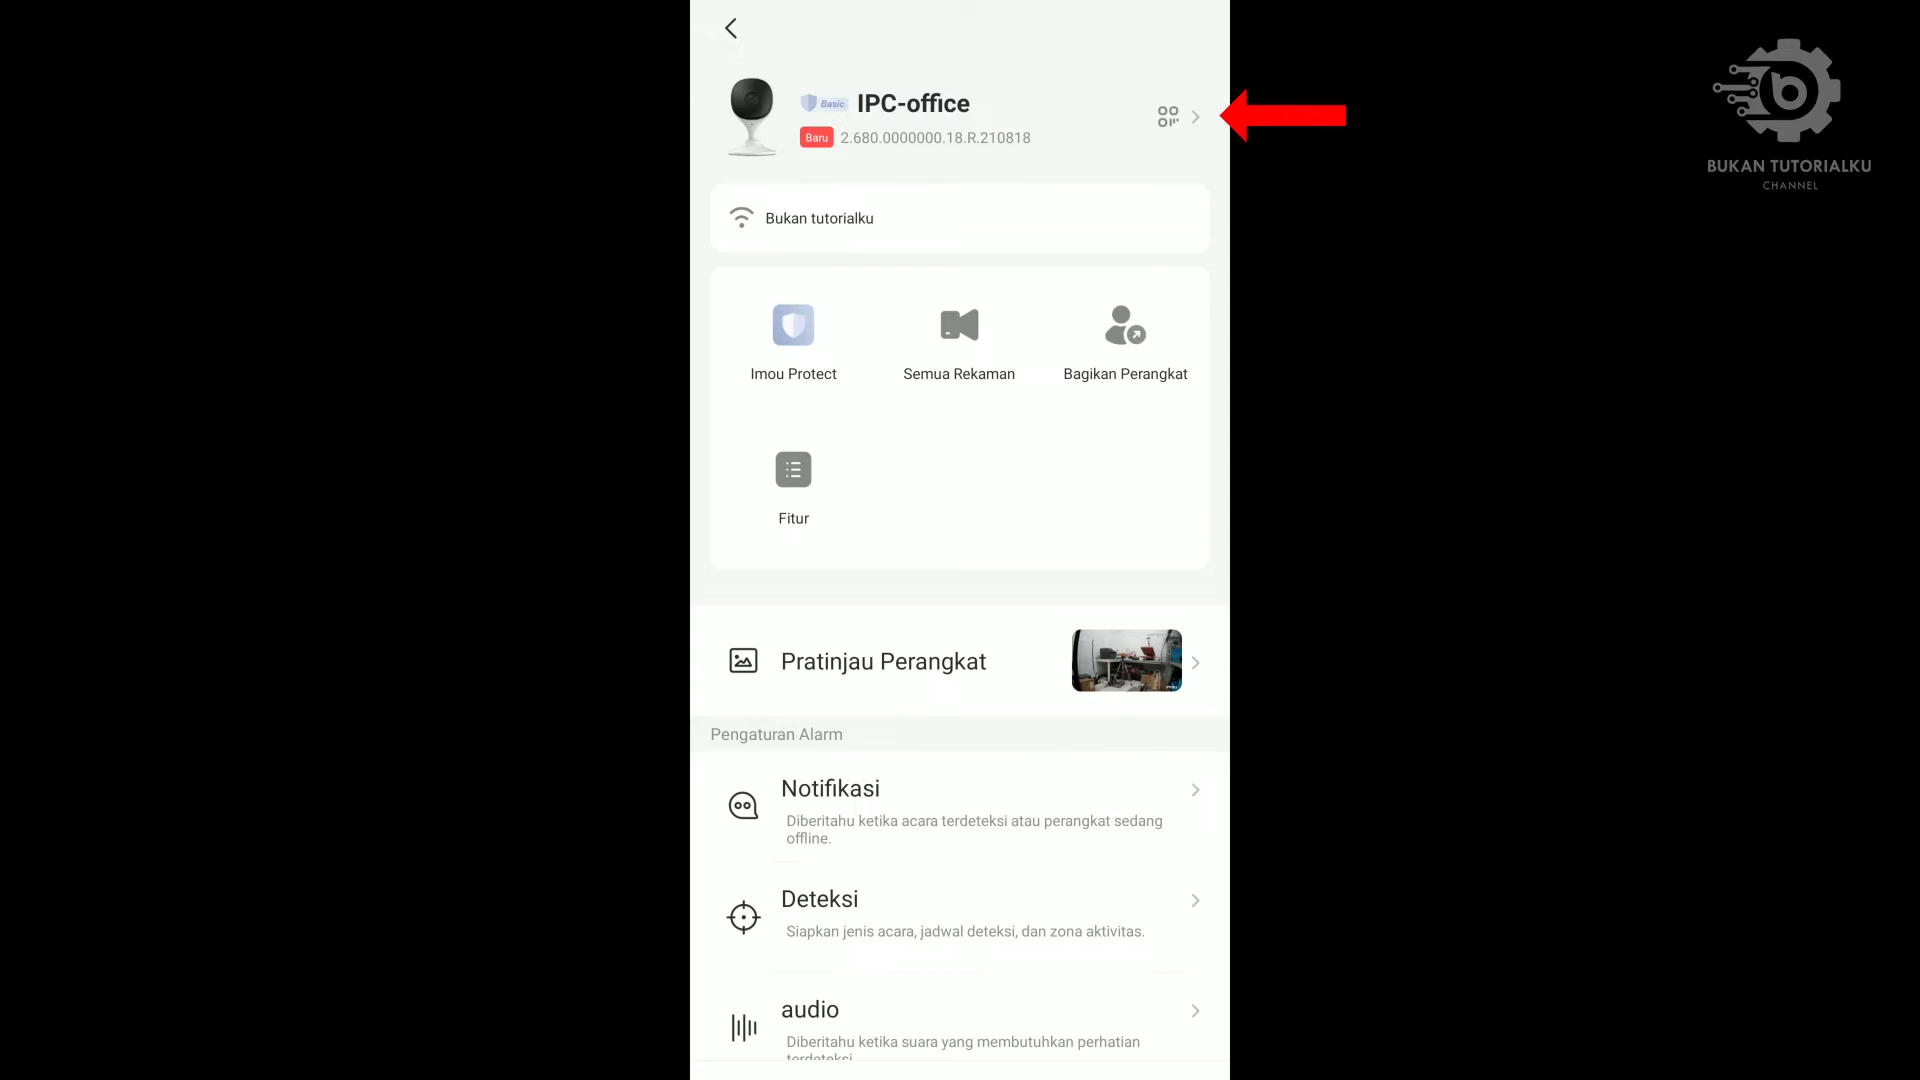 Basic IPC-office
Baru 2.680.0000000.18.R.210818
BUKAN TUTORIALKU
CHANNEL
Bukan tutorialku
Imou Protect
Semua Rekaman
Bagikan Perangkat
Fitur
Pratinjau Perangkat
Pengaturan Alarm
Notifikasi
Diberitahu ketika acara terdeteksi atau perangkat sedang
offline.
Deteksi
Siapkan jenis acara, jadwal deteksi, dan zona aktivitas.
audio
Diberitahu ketika suara yang membutuhkan perhatian
terdeteksi